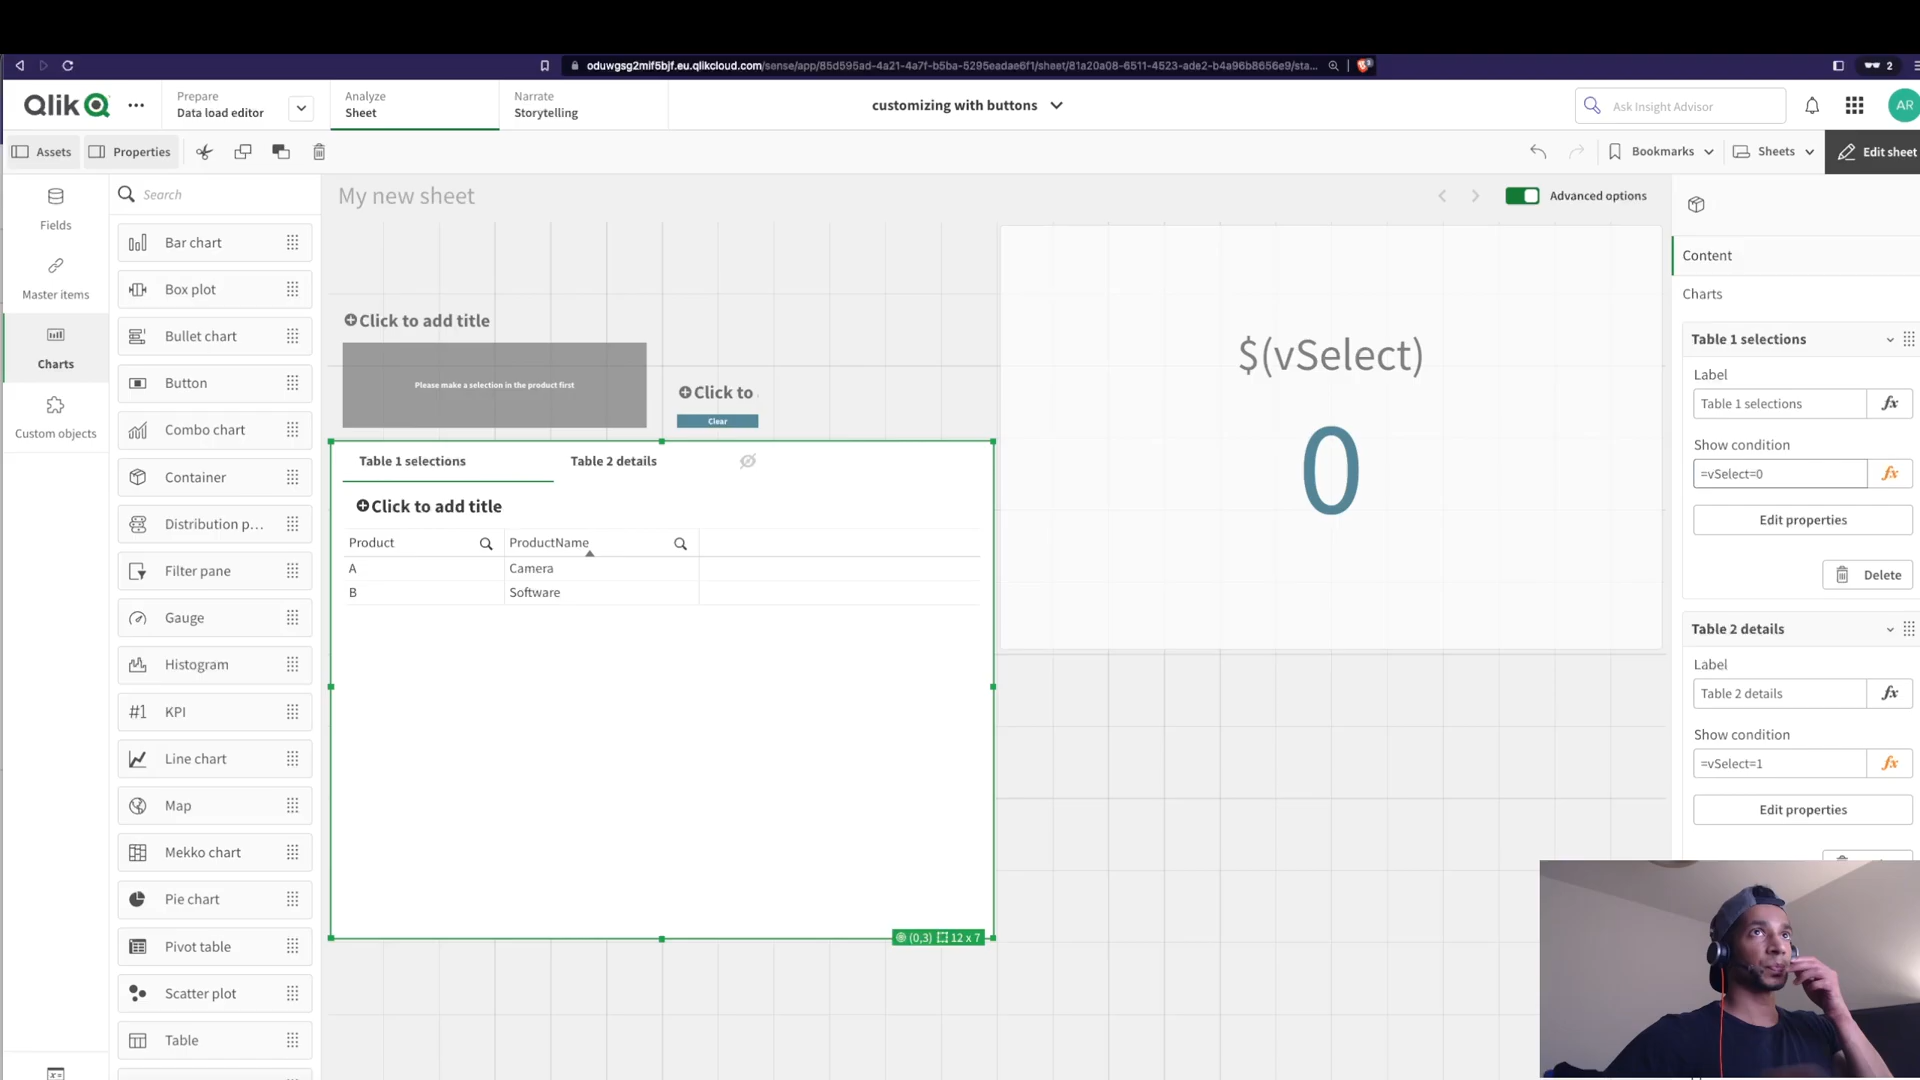 oduwgsg2mlf5bjf.eu.qlikcloud.com/sense/app/85d595ad-4a21-4a7f-b5ba-5295eadae6f1/sheet/81a20a08-6511-4523-ade2-b4a96b8656e9/sta...
2
Qlik
Prepare
Data load editor
Analyze
Sheet
Narrate
Storytelling
customizing with buttons
Ask Insight Advisor
AR
Assets
Properties
Bookmarks
Sheets
Edit sheet
Fields
Master items
Charts
Custom objects
Search
Bar chart
Box plot
Bullet chart
Button
Combo chart
Container
Distribution p...
Filter pane
Gauge
Histogram
#1 KPI
Line chart
Map
Mekko chart
Pie chart
Pivot table
Scatter plot
Table
My new sheet
Advanced options
Click to add title
Please make a selection in the product first
Click to
Clear
Table 1 selections
Table 2 details
Click to add title
Product
ProductName
A
Camera
B
Software
(0,3) 12 x 7
$(vSelect)
0
Content
Charts
Table 1 selections
Label
Table 1 selections
fx
Show condition
=vSelect=0
fx
Edit properties
Delete
Table 2 details
Label
Table 2 details
fx
Show condition
=vSelect=1
fx
Edit properties